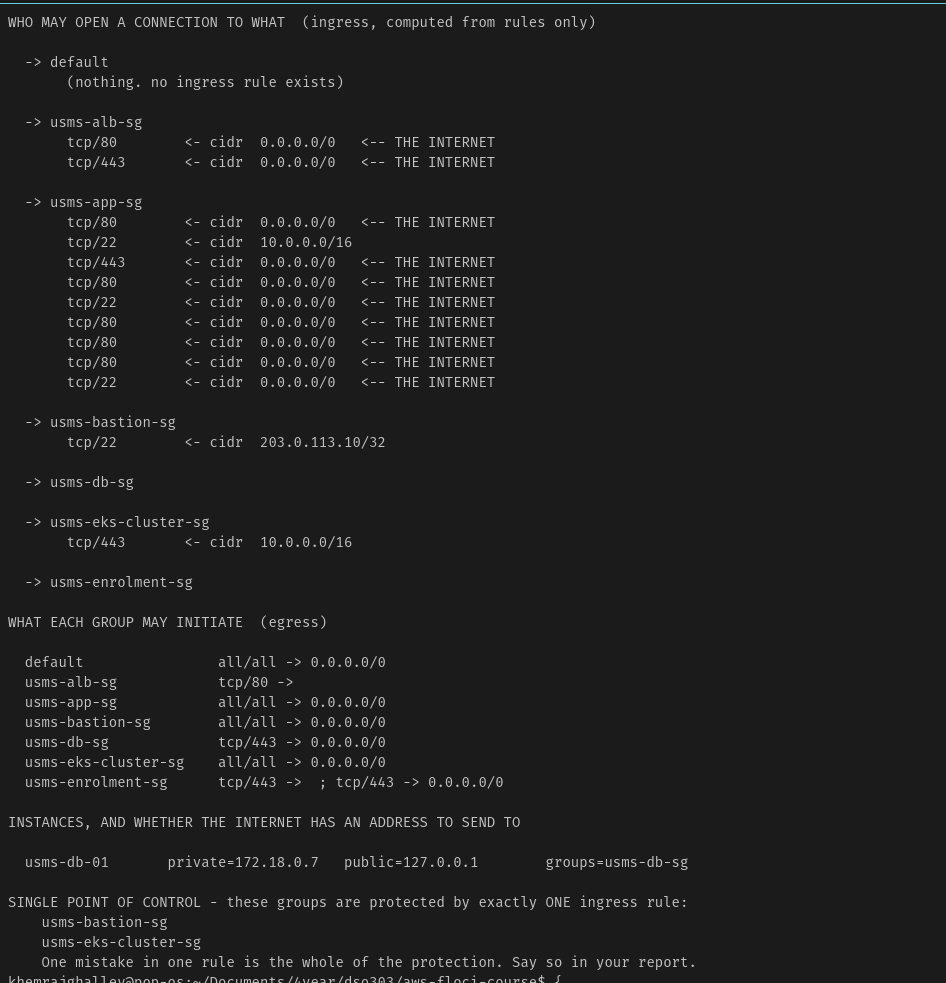 WHO MAY OPEN A CONNECTION TO WHAT  (ingress, computed from rules only)
-> default
(nothing. no ingress rule exists)
-> usms-alb-sg
tcp/80        <- cidr  0.0.0.0/0   <-- THE INTERNET
tcp/443       <- cidr  0.0.0.0/0   <-- THE INTERNET
-> usms-app-sg
tcp/80        <- cidr  0.0.0.0/0   <-- THE INTERNET
tcp/22        <- cidr  10.0.0.0/16
tcp/443       <- cidr  0.0.0.0/0   <-- THE INTERNET
tcp/80        <- cidr  0.0.0.0/0   <-- THE INTERNET
tcp/22        <- cidr  0.0.0.0/0   <-- THE INTERNET
tcp/80        <- cidr  0.0.0.0/0   <-- THE INTERNET
tcp/80        <- cidr  0.0.0.0/0   <-- THE INTERNET
tcp/80        <- cidr  0.0.0.0/0   <-- THE INTERNET
tcp/22        <- cidr  0.0.0.0/0   <-- THE INTERNET
-> usms-bastion-sg
tcp/22        <- cidr  203.0.113.10/32
-> usms-db-sg
-> usms-eks-cluster-sg
tcp/443       <- cidr  10.0.0.0/16
-> usms-enrolment-sg
WHAT EACH GROUP MAY INITIATE  (egress)
default                all/all -> 0.0.0.0/0
usms-alb-sg            tcp/80 ->
usms-app-sg            all/all -> 0.0.0.0/0
usms-bastion-sg        all/all -> 0.0.0.0/0
usms-db-sg             tcp/443 -> 0.0.0.0/0
usms-eks-cluster-sg    all/all -> 0.0.0.0/0
usms-enrolment-sg      tcp/443 ->  ; tcp/443 -> 0.0.0.0/0
INSTANCES, AND WHETHER THE INTERNET HAS AN ADDRESS TO SEND TO
usms-db-01       private=172.18.0.7   public=127.0.0.1        groups=usms-db-sg
SINGLE POINT OF CONTROL - these groups are protected by exactly ONE ingress rule:
usms-bastion-sg
usms-eks-cluster-sg
One mistake in one rule is the whole of the protection. Say so in your report.
khemrajghalley@pop-os:~/Documents/4year/dso303/aws-floci-course$ {